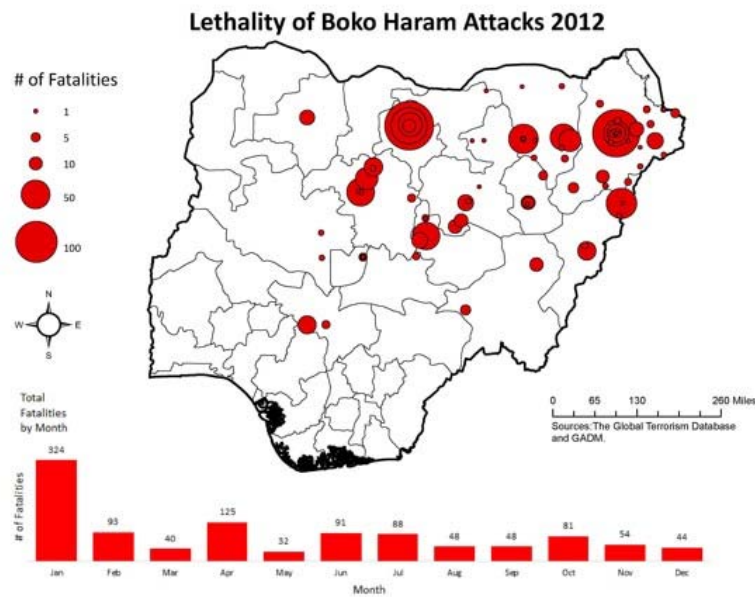 Lethality of Boko Haram Attacks 2012
# of Fatalities
1
5
10
50
100
N
W E
S
0 65 130 260 Miles
Sources:The Global Terrorism Database
and GADM.
Total
Fatalities
by Month
# of Fatalities
324
93
40
125
32
91
88
48
48
81
54
44
Jan Feb Mar Apr May Jun Jul Aug Sep Oct Nov Dec
Month